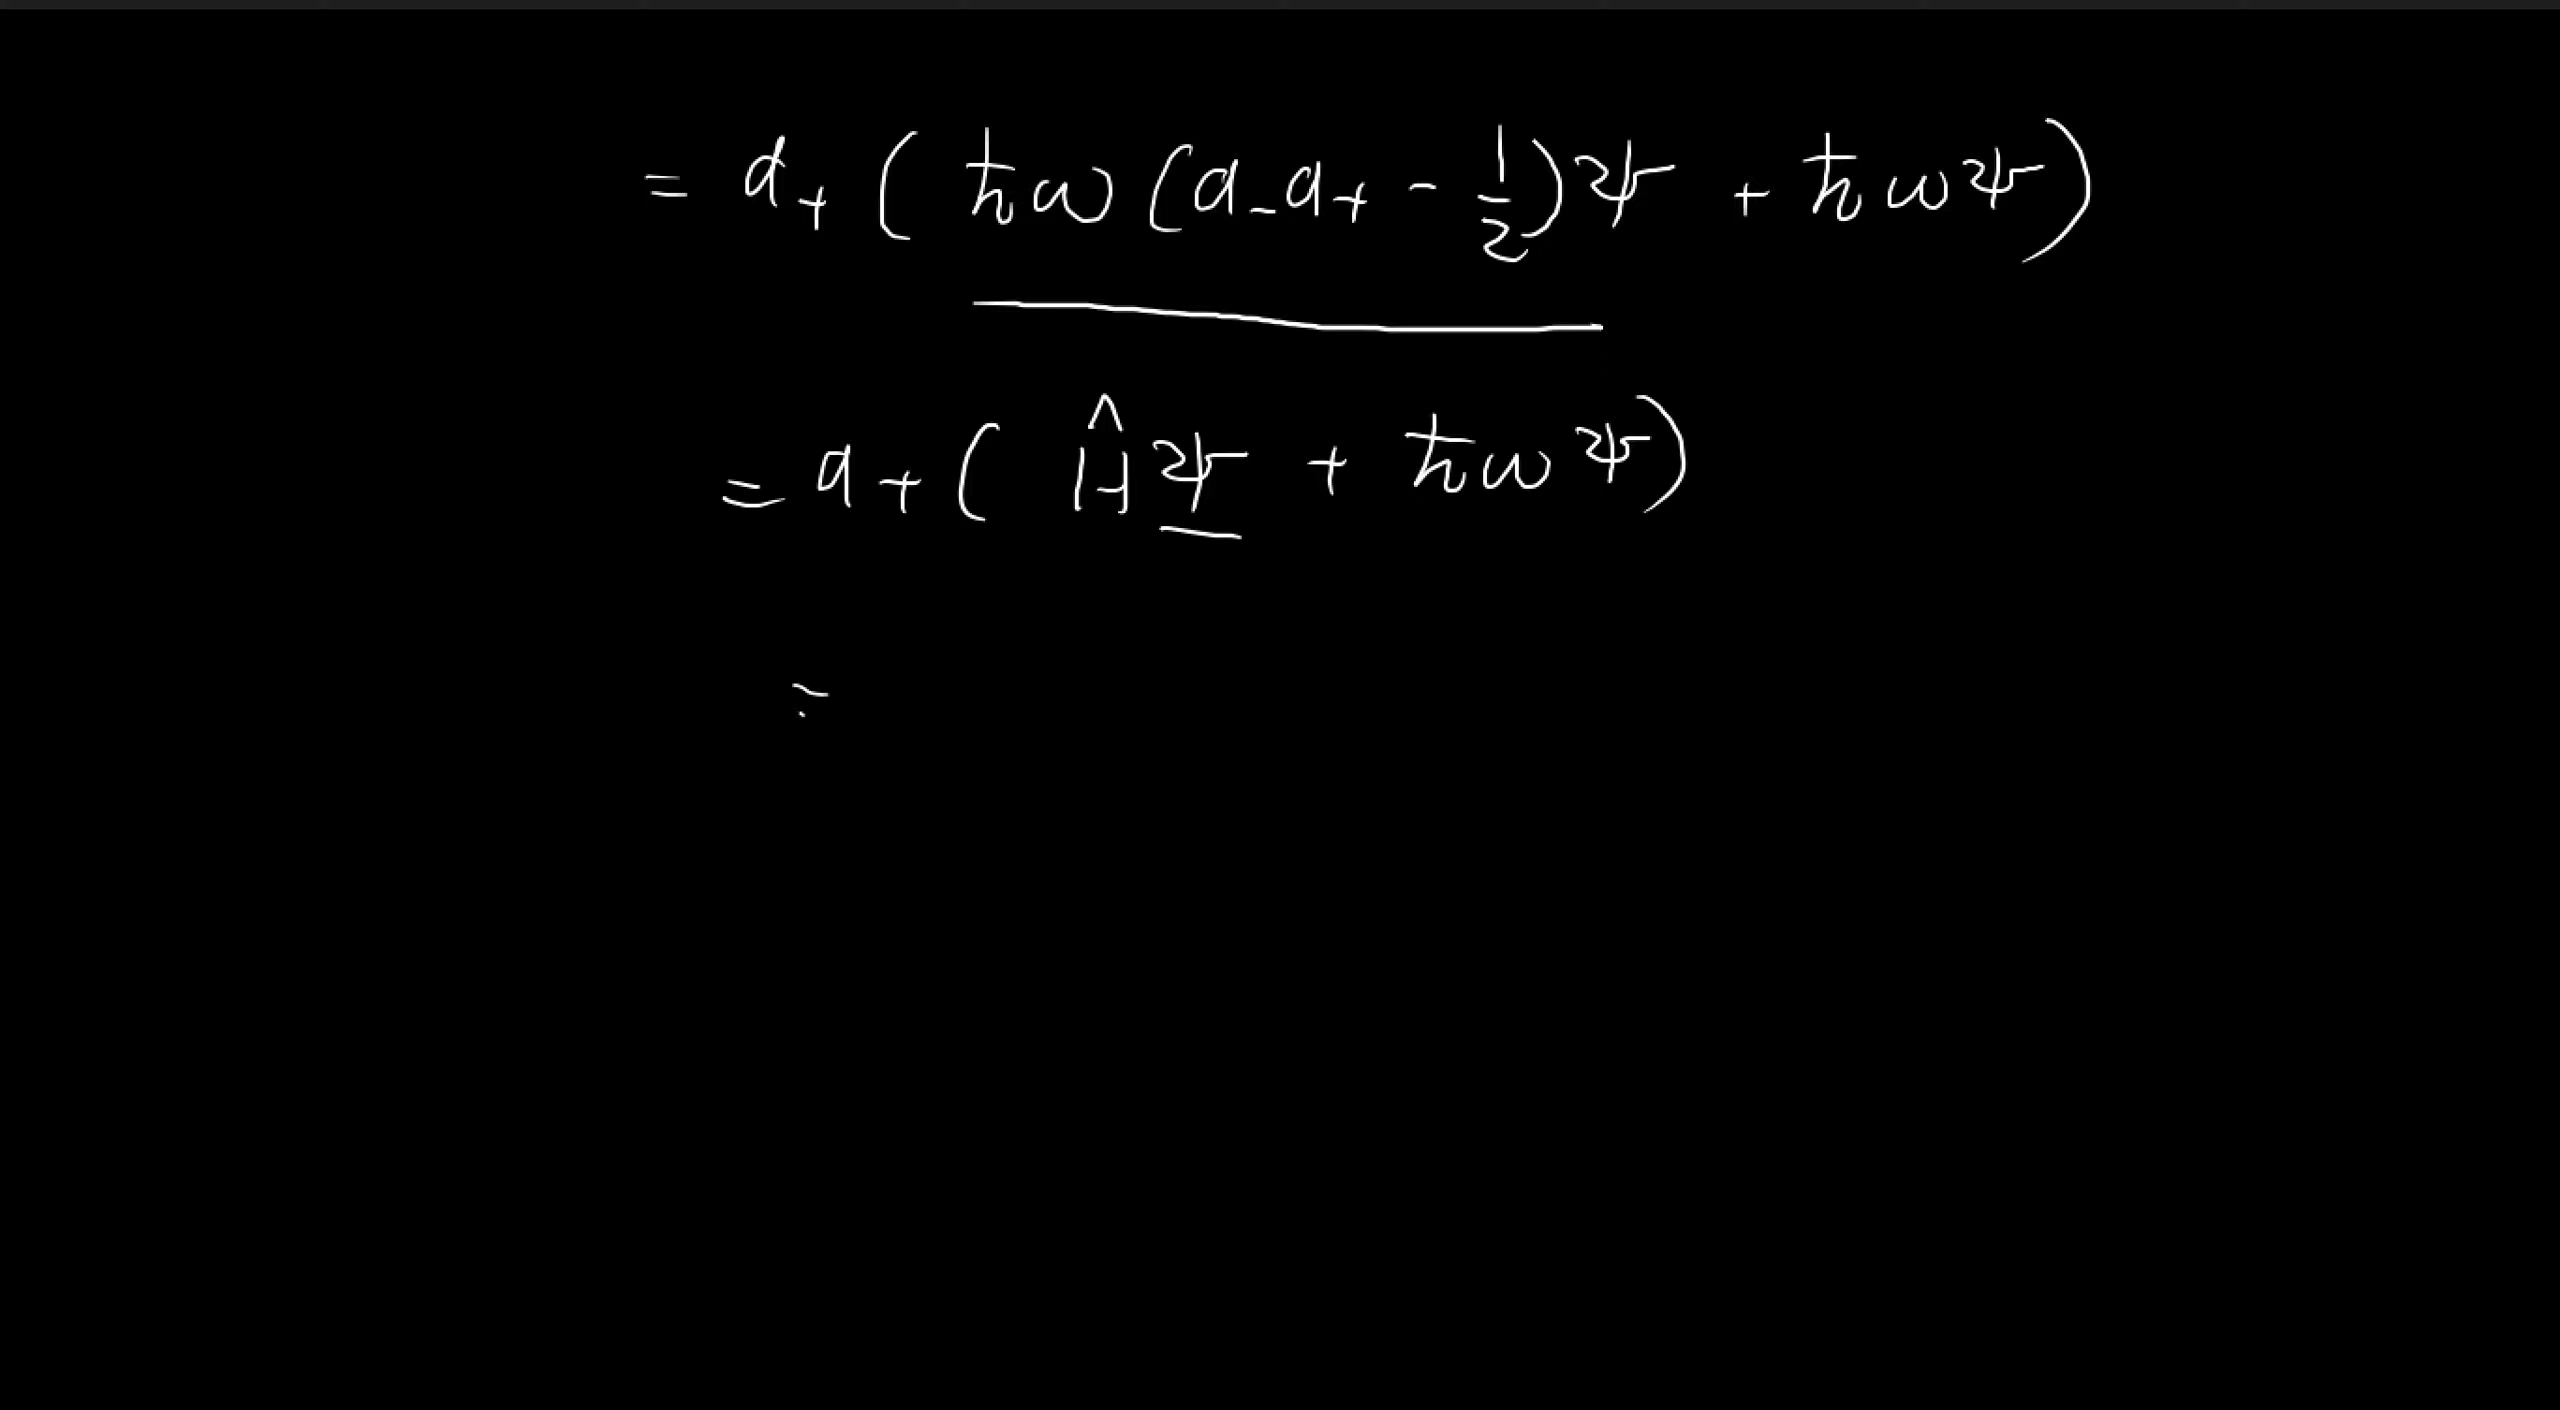 = a₊ ( ħω (a₋a₊ - 1/2)ψ + ħωψ)
= a₊ ( Ĥψ + ħωψ)
=